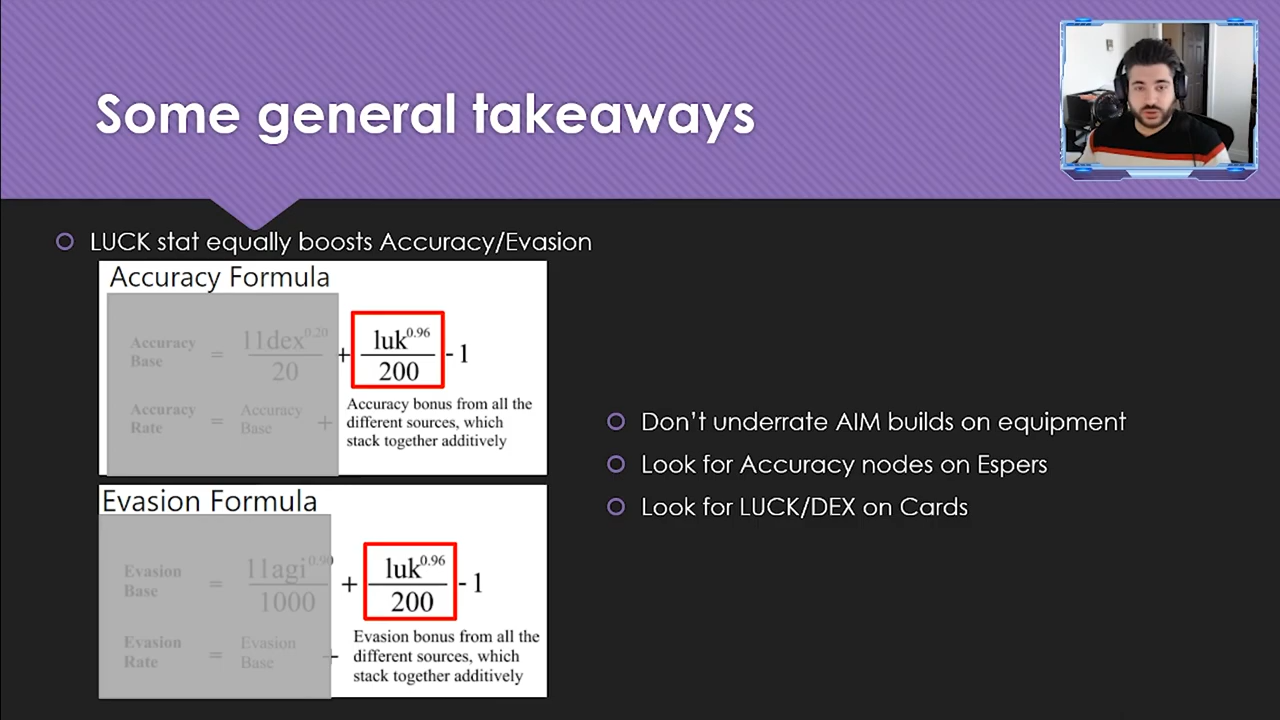 Some general takeaways
LUCK stat equally boosts Accuracy/Evasion
Accuracy Formula
Accuracy Base = 11dex^0.20 / 20 + luk^0.96 / 200 - 1
Accuracy Rate = Accuracy Base + Accuracy bonus from all the
different sources, which
stack together additively
Evasion Formula
Evasion Base = 11agi^0.90 / 1000 + luk^0.96 / 200 - 1
Evasion Rate = Evasion Base + Evasion bonus from all the
different sources, which
stack together additively
Don't underrate AIM builds on equipment
Look for Accuracy nodes on Espers
Look for LUCK/DEX on Cards